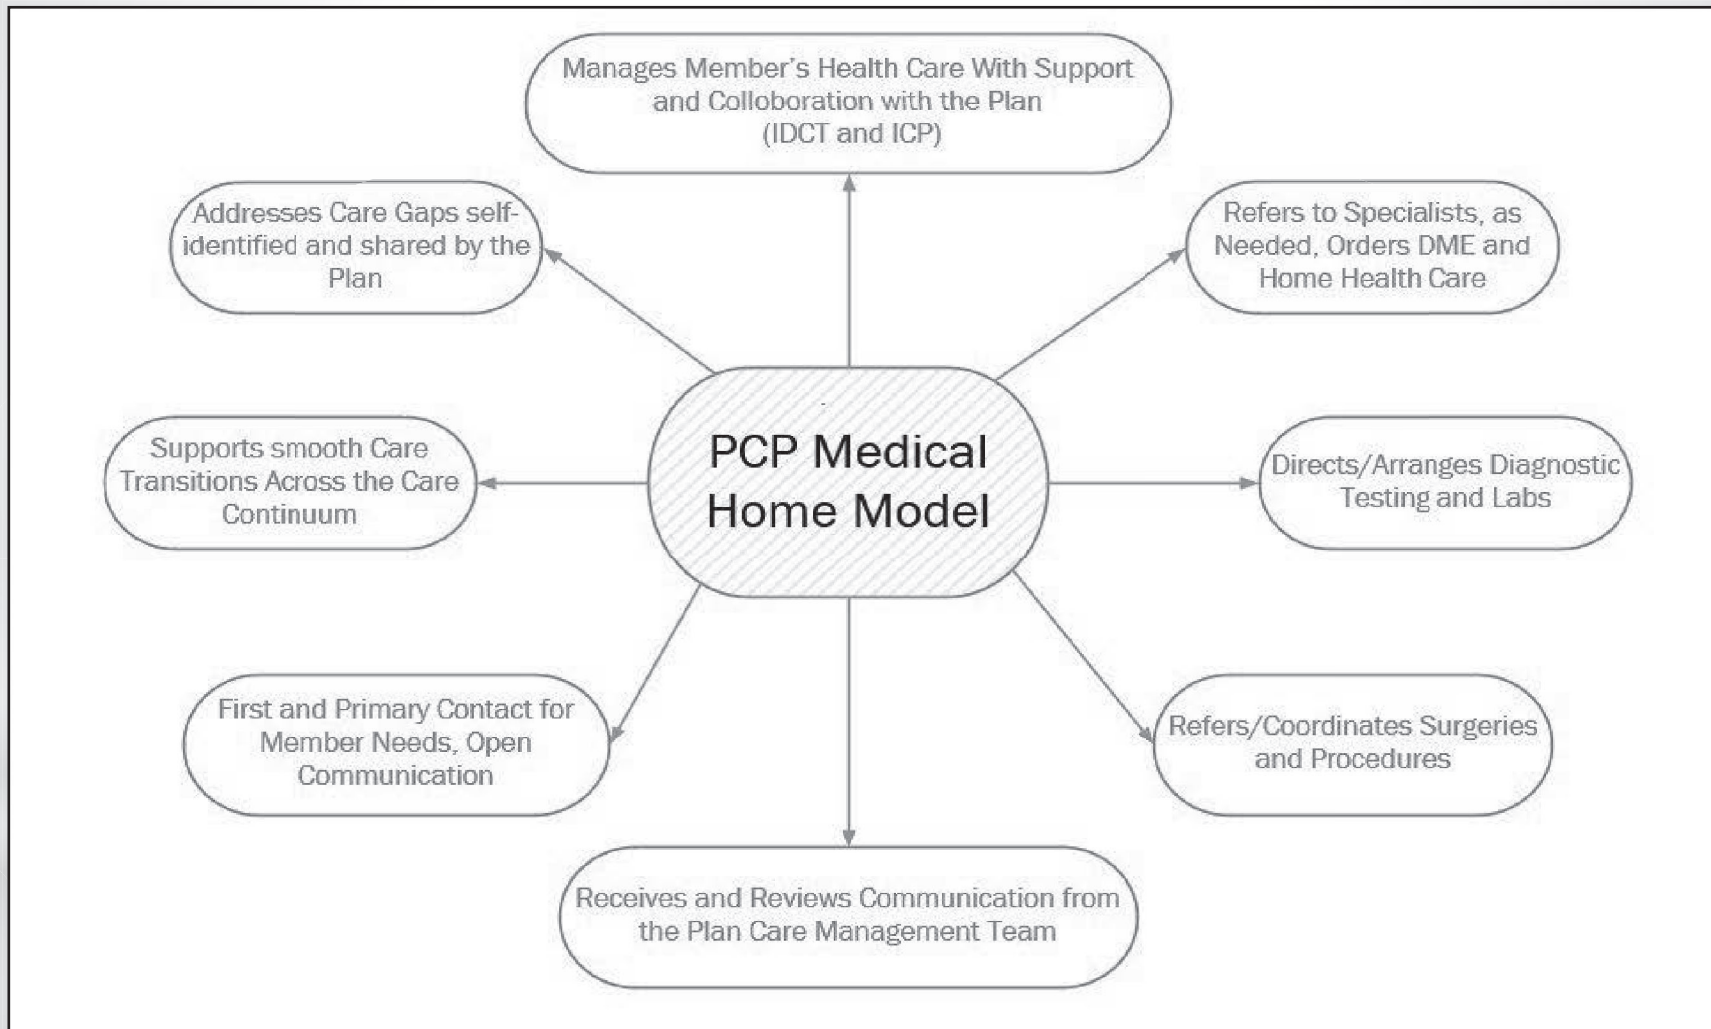 Manages Member's Health Care With Support
and Colloboration with the Plan
(IDCT and ICP)
Addresses Care Gaps self-
identified and shared by the
Plan
Refers to Specialists, as
Needed, Orders DME and
Home Health Care
Supports smooth Care
Transitions Across the Care
Continuum
PCP Medical
Home Model
Directs/Arranges Diagnostic
Testing and Labs
First and Primary Contact for
Member Needs, Open
Communication
Refers/Coordinates Surgeries
and Procedures
Receives and Reviews Communication from
the Plan Care Management Team